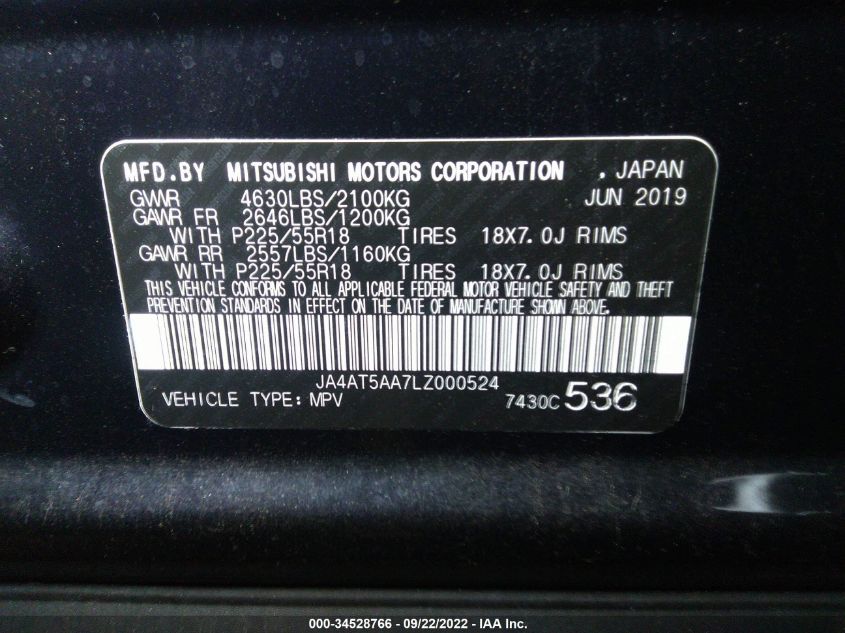 MFD.BY MITSUBISHI MOTORS CORPORATION . JAPAN
GVWR 4630LBS/2100KG JUN 2019
GAWR FR 2646LBS/1200KG
WITH P225/55R18 TIRES 18X7.0J RIMS
GAWR RR 2557LBS/1160KG
WITH P225/55R18 TIRES 18X7.0J RIMS
THIS VEHICLE CONFORMS TO ALL APPLICABLE FEDERAL MOTOR VEHICLE SAFETY AND THEFT
PREVENTION STANDARDS IN EFFECT ON THE DATE OF MANUFACTURE SHOWN ABOVE.
JA4AT5AA7LZ000524
VEHICLE TYPE: MPV 7430C 536
000-34528766 - 09/22/2022 - IAA Inc.